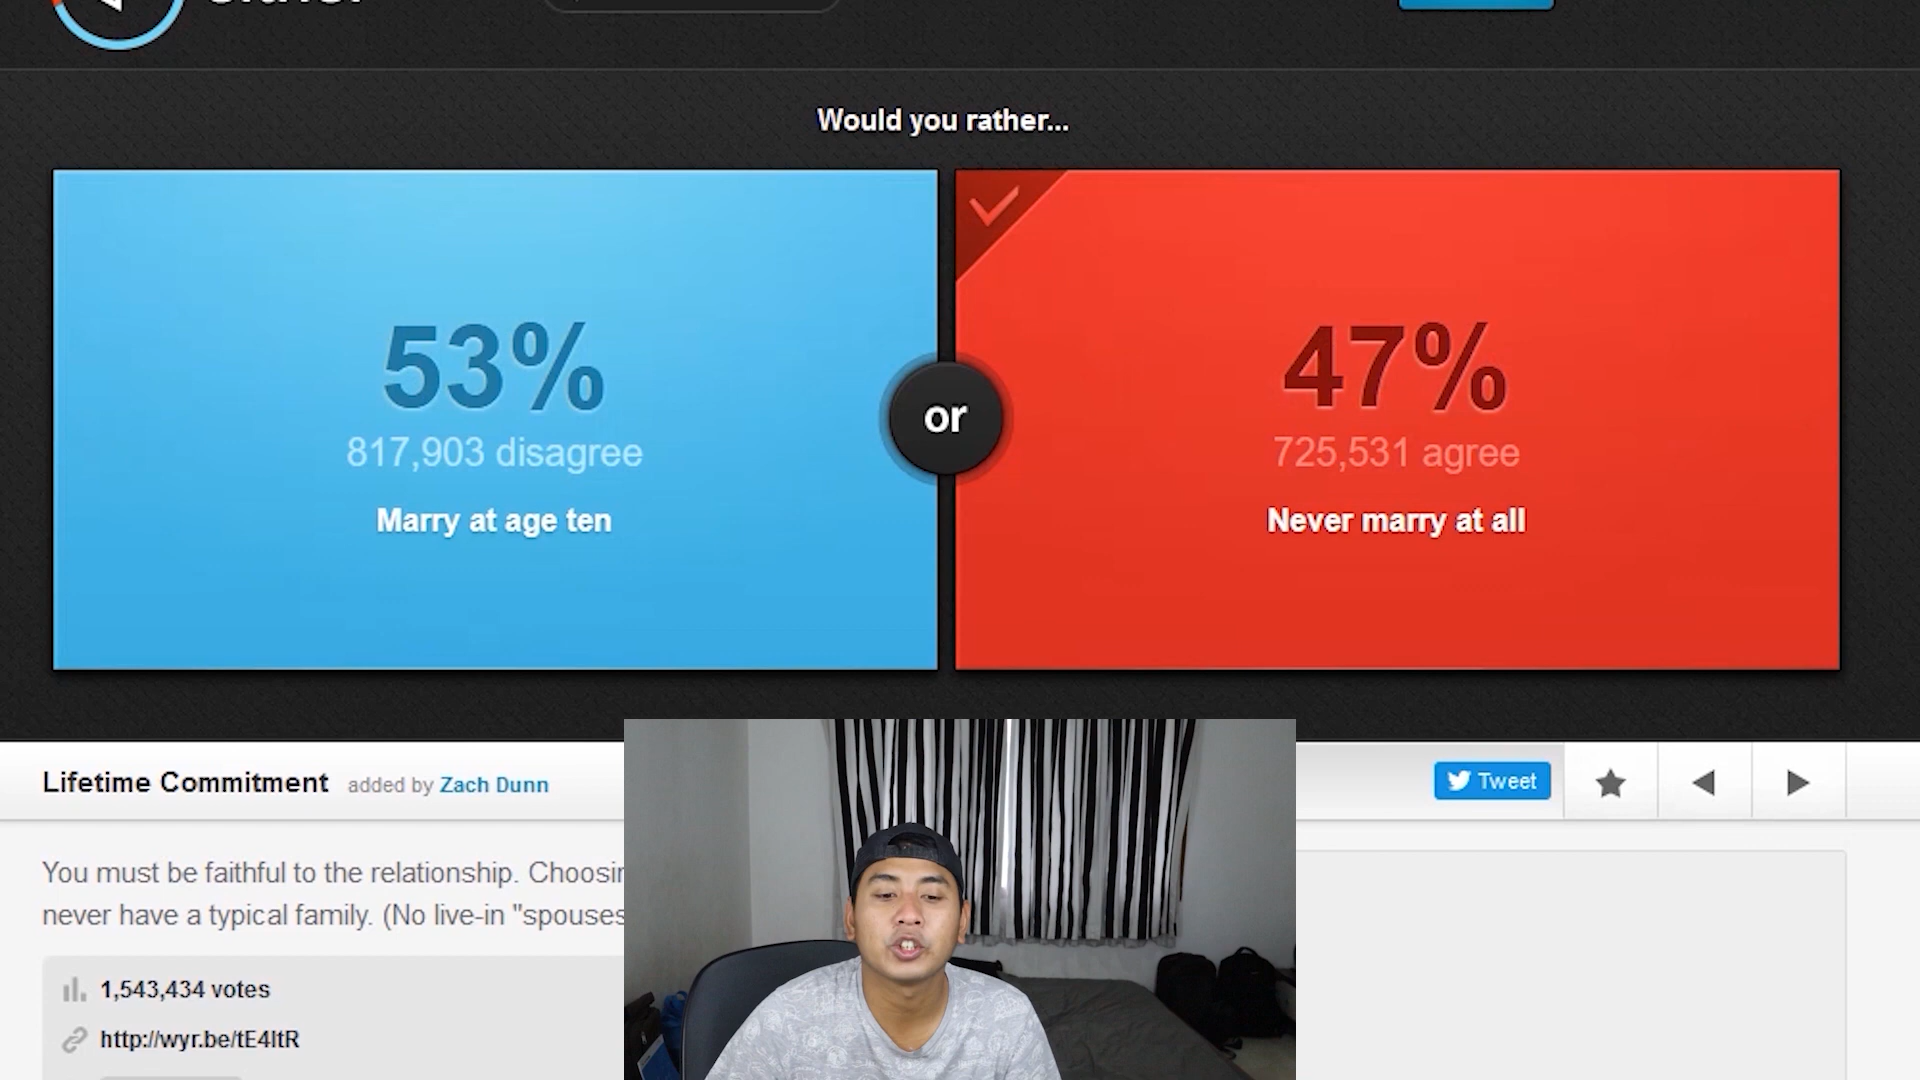 Would you rather...
53%
817,903 disagree
Marry at age ten
or
47%
725,531 agree
Never marry at all
Lifetime Commitment added by Zach Dunn
Tweet
You must be faithful to the relationship.
never have a typical family. (No live-in "spouses
1,543,434 votes
http://wyr.be/tE4ltR